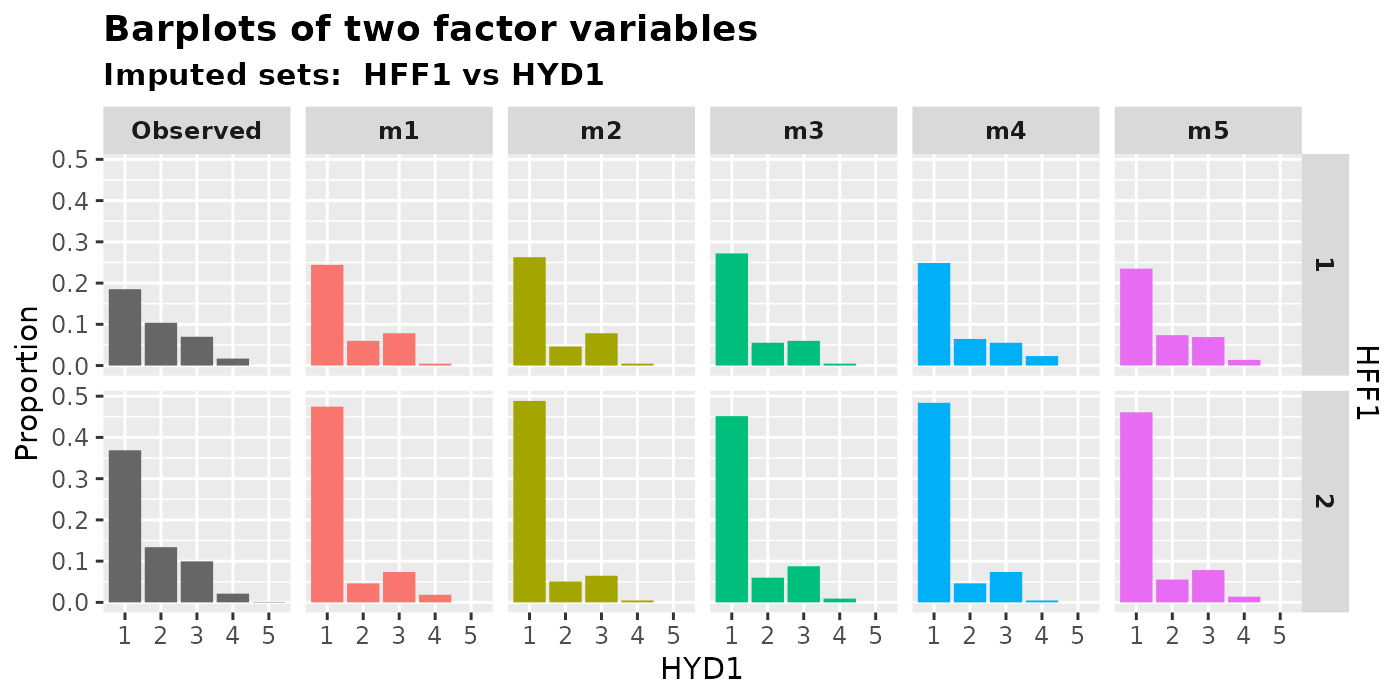 Barplots of two factor variables
Imputed sets:  HFF1 vs HYD1
Observed m1 m2 m3 m4 m5
0.5
0.4
0.3
0.2
0.1
0.0
1
0.5
0.4
0.3
0.2
0.1
0.0
2
Proportion
HFF1
1 2 3 4 5 1 2 3 4 5 1 2 3 4 5 1 2 3 4 5 1 2 3 4 5 1 2 3 4 5
HYD1